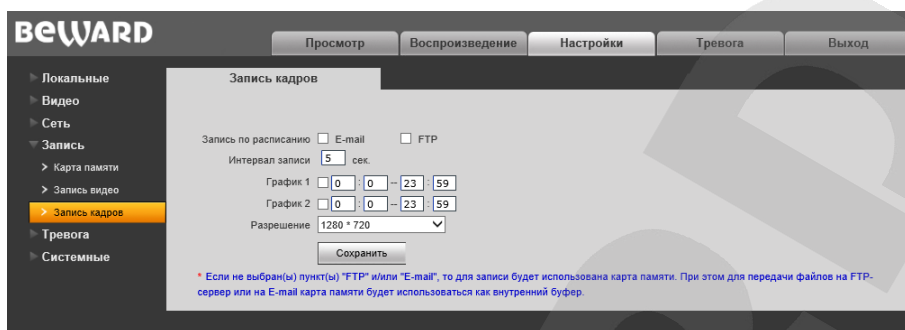 BEWARD
Просмотр Воспроизведение Настройки Тревога Выход
Локальные
Видео
Сеть
Запись
Карта памяти
Запись видео
Запись кадров
Тревога
Системные
Запись кадров
Запись по расписанию E-mail FTP
Интервал записи 5 сек.
График 1 0 : 0 -- 23 : 59
График 2 0 : 0 -- 23 : 59
Разрешение 1280 * 720
Сохранить
* Если не выбран(ы) пункт(ы) "FTP" и/или "E-mail", то для записи будет использована карта памяти. При этом для передачи файлов на FTP-
сервер или на E-mail карта памяти будет использоваться как внутренний буфер.